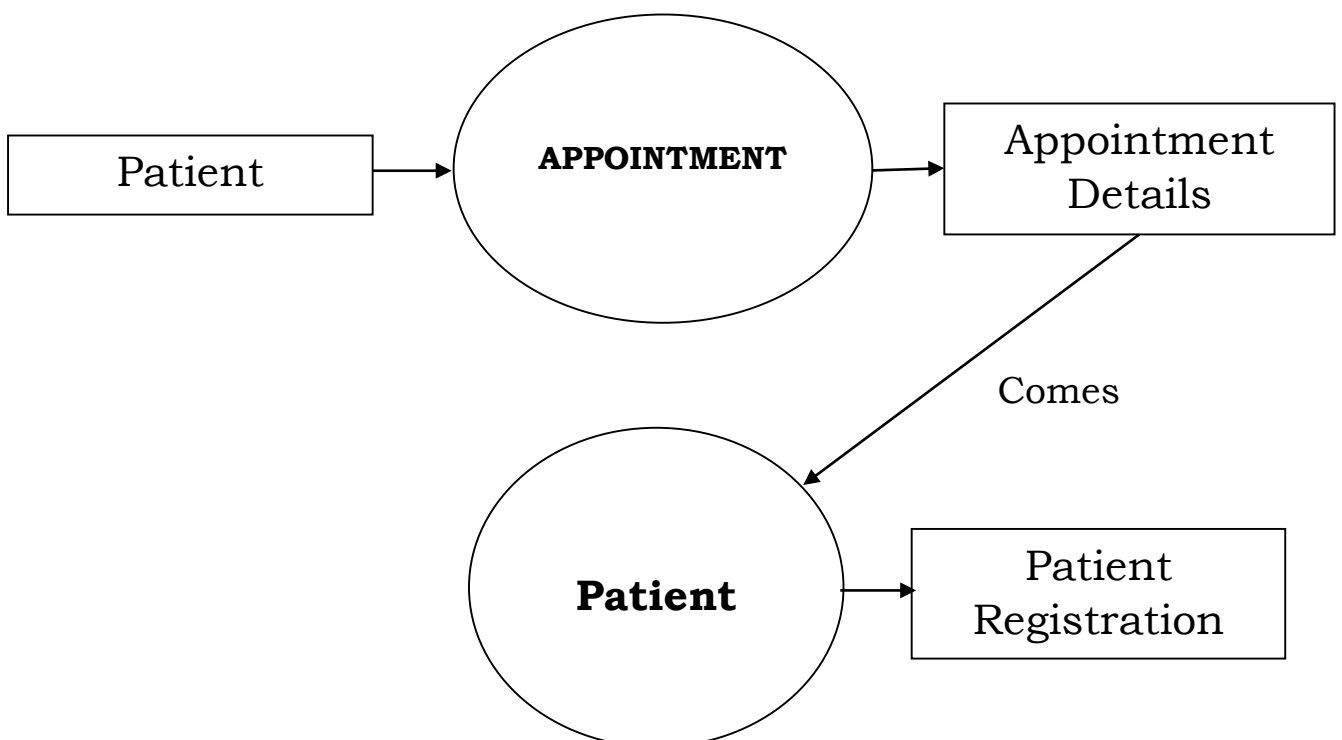 Patient
APPOINTMENT
Appointment
Details
Comes
Patient
Patient
Registration